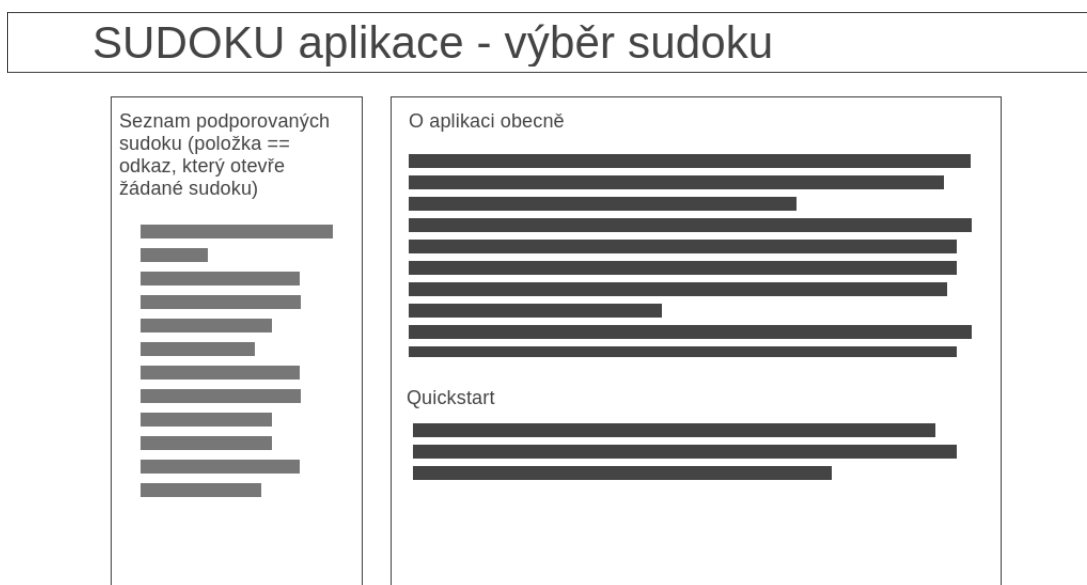 SUDOKU aplikace - výběr sudoku
Seznam podporovaných
sudoku (položka ==
odkaz, který otevře
žádané sudoku)
O aplikaci obecně
Quickstart